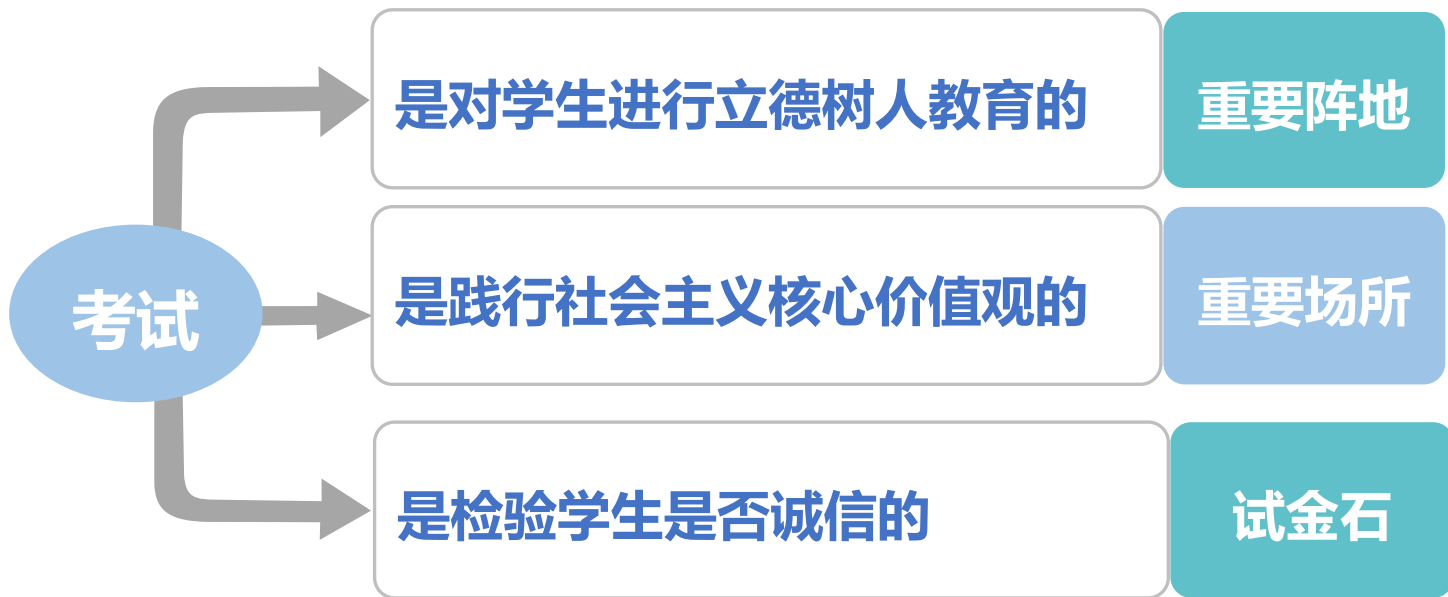 考试
是对学生进行立德树人教育的
重要阵地
是践行社会主义核心价值观的
重要场所
是检验学生是否诚信的
试金石